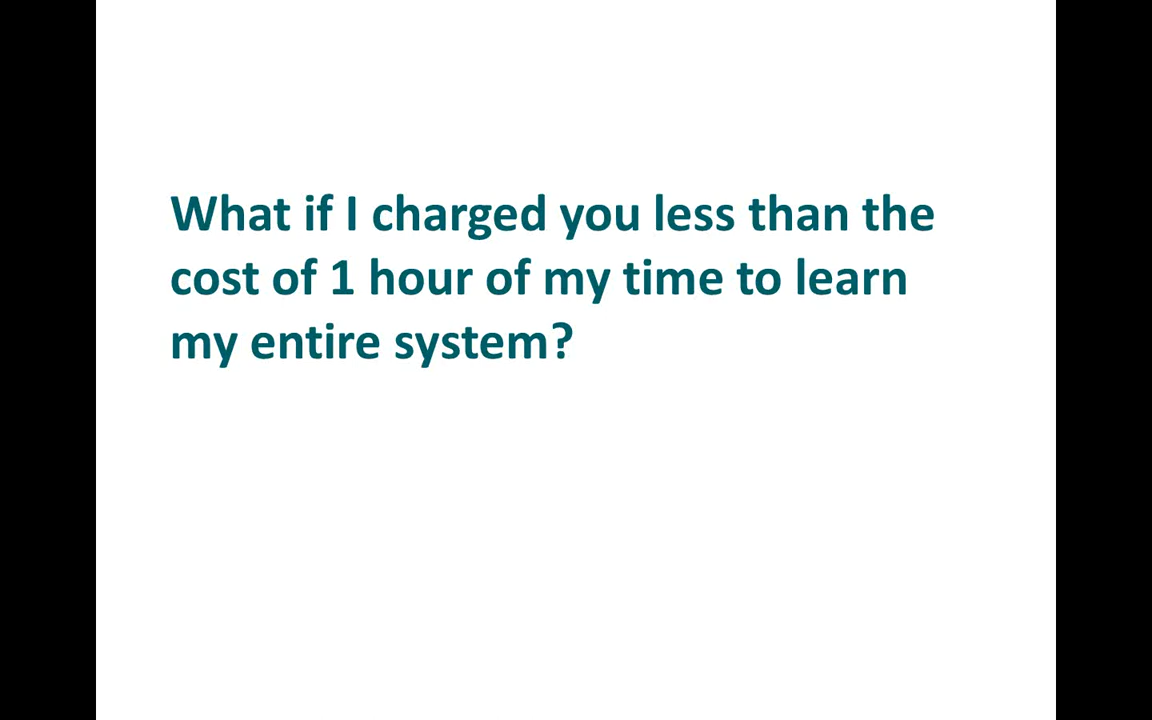 What if I charged you less than the
cost of 1 hour of my time to learn
my entire system?